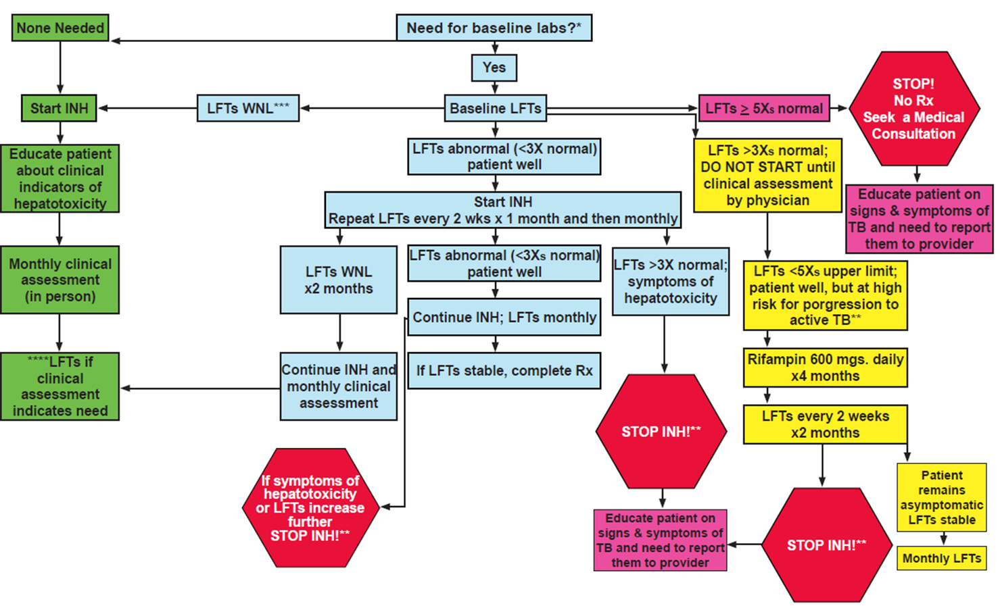 None Needed
Need for baseline labs?*
Yes
Start INH
LFTs WNL***
Baseline LFTs
LFTs ≥ 5Xs normal
STOP!
No Rx
Seek a Medical
Consultation
Educate patient
about clinical
indicators of
hepatotoxicity
LFTs abnormal (<3X normal)
patient well
LFTs >3Xs normal;
DO NOT START until
clinical assessment
by physician
Educate patient on
signs & symptoms of
TB and need to report
them to provider
Start INH
Repeat LFTs every 2 wks x 1 month and then monthly
Monthly clinical
assessment
(in person)
LFTs WNL
x2 months
LFTs abnormal (<3Xs normal)
patient well
LFTs >3X normal;
symptoms of
hepatotoxicity
LFTs <5Xs upper limit;
patient well, but at high
risk for porgression to
active TB**
Continue INH; LFTs monthly
****LFTs if
clinical
assessment
indicates need
Continue INH and
monthly clinical
assessment
If LFTs stable, complete Rx
Rifampin 600 mgs. daily
x4 months
LFTs every 2 weeks
x2 months
STOP INH!**
If symptoms of
hepatotoxicity
or LFTs increase
further
STOP INH!**
Educate patient on
signs & symptoms of
TB and need to report
them to provider
STOP INH!**
Patient
remains
asymptomatic
LFTs stable
Monthly LFTs